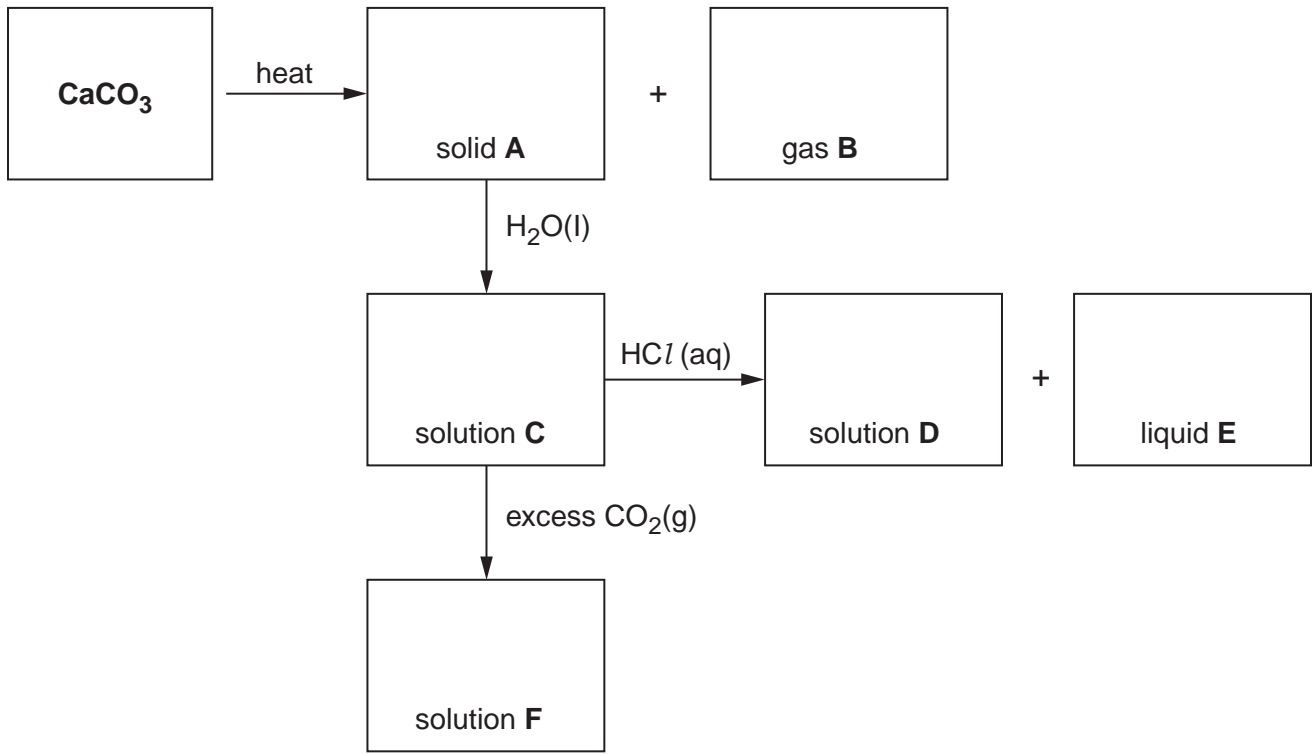 CaCO₃
heat
+
solid A
gas B
H₂O(l)
HCl (aq)
+
solution C
solution D
liquid E
excess CO₂(g)
solution F